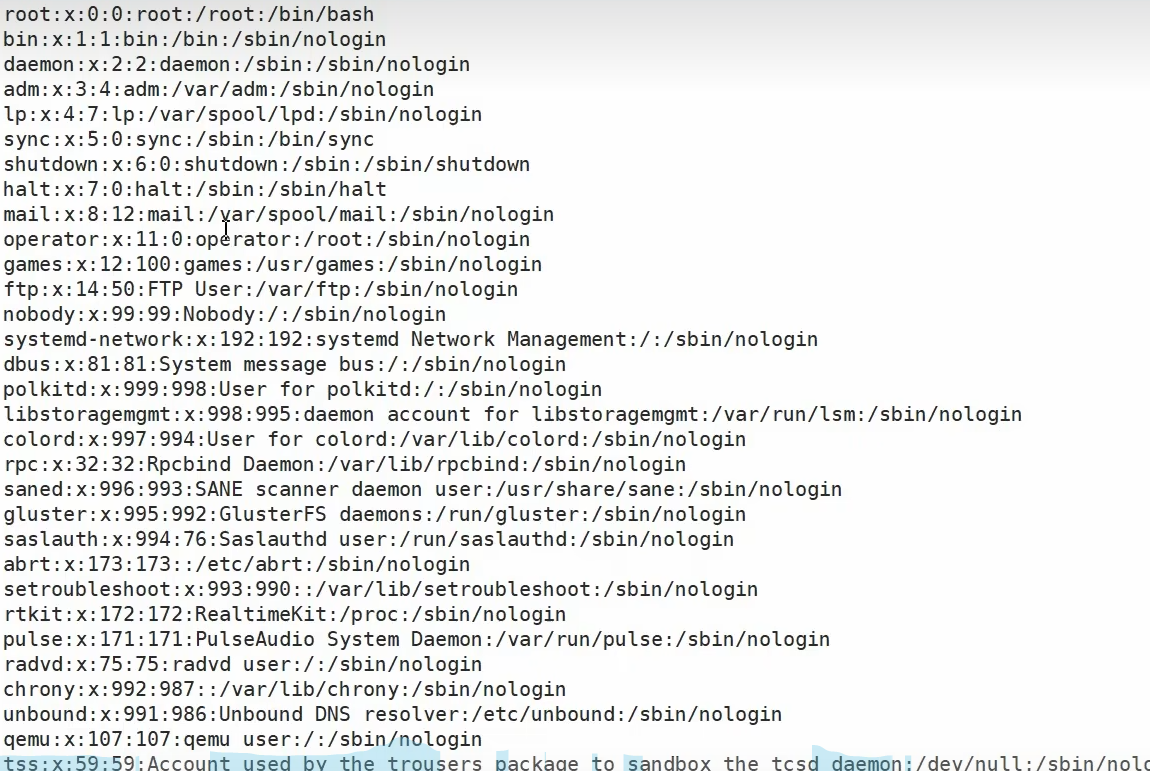 root:x:0:0:root:/root:/bin/bash
bin:x:1:1:bin:/bin:/sbin/nologin
daemon:x:2:2:daemon:/sbin:/sbin/nologin
adm:x:3:4:adm:/var/adm:/sbin/nologin
lp:x:4:7:lp:/var/spool/lpd:/sbin/nologin
sync:x:5:0:sync:/sbin:/bin/sync
shutdown:x:6:0:shutdown:/sbin:/sbin/shutdown
halt:x:7:0:halt:/sbin:/sbin/halt
mail:x:8:12:mail:/var/spool/mail:/sbin/nologin
operator:x:11:0:operator:/root:/sbin/nologin
games:x:12:100:games:/usr/games:/sbin/nologin
ftp:x:14:50:FTP User:/var/ftp:/sbin/nologin
nobody:x:99:99:Nobody:/:/sbin/nologin
systemd-network:x:192:192:systemd Network Management:/:/sbin/nologin
dbus:x:81:81:System message bus:/:/sbin/nologin
polkitd:x:999:998:User for polkitd:/:/sbin/nologin
libstoragemgmt:x:998:995:daemon account for libstoragemgmt:/var/run/lsm:/sbin/nologin
colord:x:997:994:User for colord:/var/lib/colord:/sbin/nologin
rpc:x:32:32:Rpcbind Daemon:/var/lib/rpcbind:/sbin/nologin
saned:x:996:993:SANE scanner daemon user:/usr/share/sane:/sbin/nologin
gluster:x:995:992:GlusterFS daemons:/run/gluster:/sbin/nologin
saslauth:x:994:76:Saslauthd user:/run/saslauthd:/sbin/nologin
abrt:x:173:173::/etc/abrt:/sbin/nologin
setroubleshoot:x:993:990::/var/lib/setroubleshoot:/sbin/nologin
rtkit:x:172:172:RealtimeKit:/proc:/sbin/nologin
pulse:x:171:171:PulseAudio System Daemon:/var/run/pulse:/sbin/nologin
radvd:x:75:75:radvd user:/:/sbin/nologin
chrony:x:992:987::/var/lib/chrony:/sbin/nologin
unbound:x:991:986:Unbound DNS resolver:/etc/unbound:/sbin/nologin
qemu:x:107:107:qemu user:/:/sbin/nologin
tss:x:59:59:Account used by the trousers package to sandbox the tcsd daemon:/dev/null:/sbin/nolo